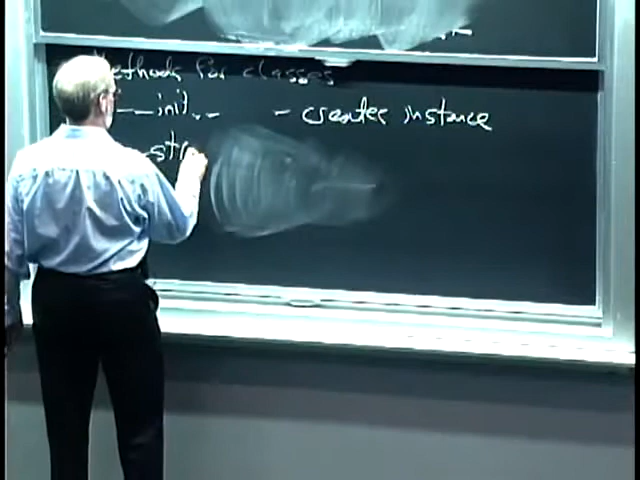 Methods for classes
__init__ - creates instance
__str